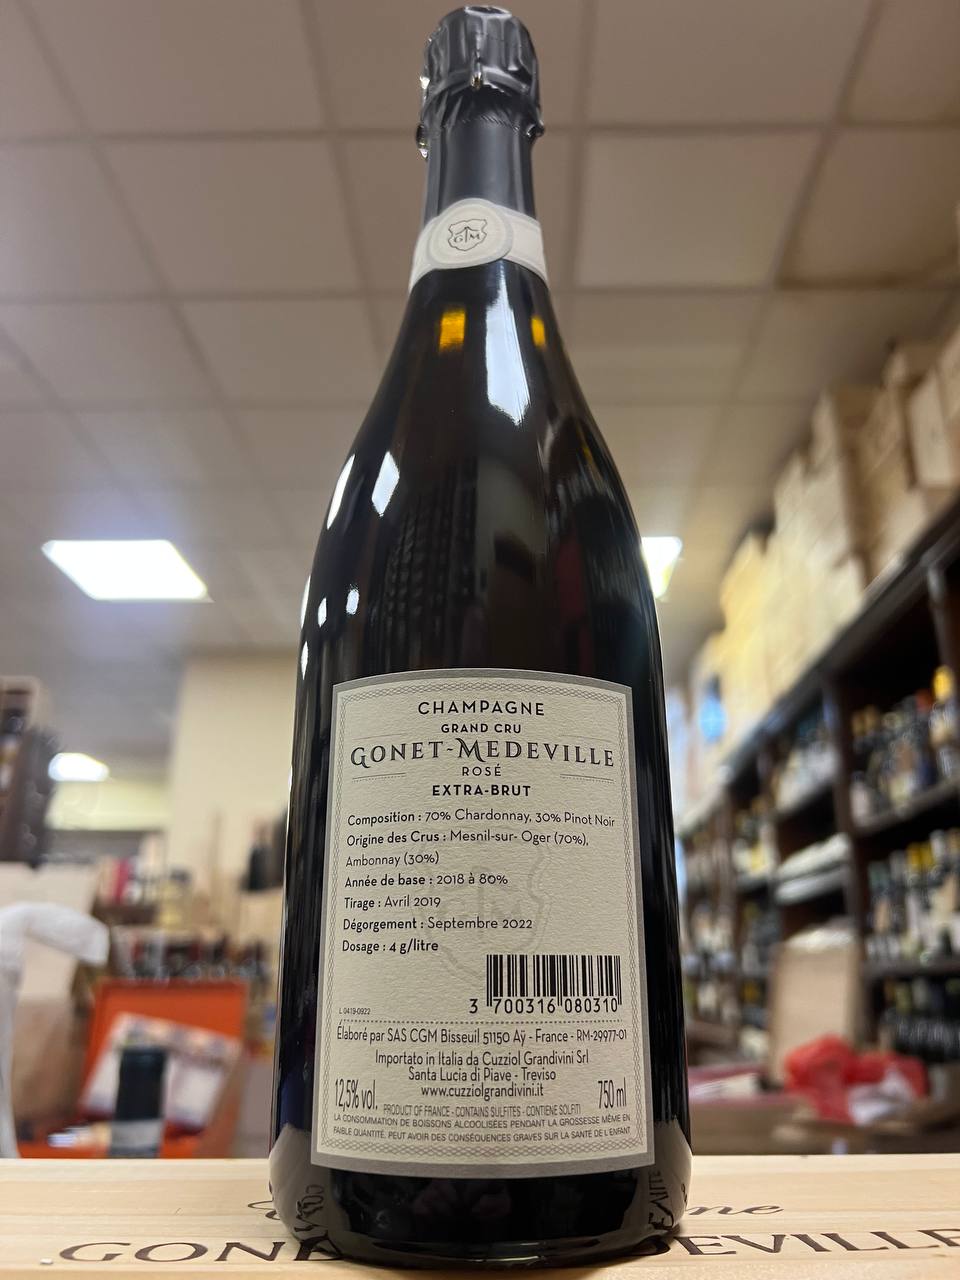 GM
CHAMPAGNE
GRAND CRU
GONET-MEDEVILLE
ROSÉ
EXTRA-BRUT
Composition : 70% Chardonnay, 30% Pinot Noir
Origine des Crus : Mesnil-sur- Oger (70%),
Ambonnay (30%)
Année de base : 2018 à 80%
Tirage : Avril 2019
Dégorgement : Septembre 2022
Dosage : 4 g/litre
GM
3 700316 080310
L 0419-0922
Élaboré par SAS CGM Bisseuil 51150 Aÿ - France - RM-29977-01
Importato in Italia da Cuzziol Grandivini Srl
Santa Lucia di Piave - Treviso
www.cuzziolgrandivini.it
12,5% vol. 750 ml
PRODUCT OF FRANCE - CONTAINS SULFITES - CONTIENE SOLFITI
LA CONSOMMATION DE BOISSONS ALCOOLISÉES PENDANT LA GROSSESSE MÊME EN
FAIBLE QUANTITÉ, PEUT AVOIR DES CONSÉQUENCES GRAVES SUR LA SANTÉ DE L'ENFANT